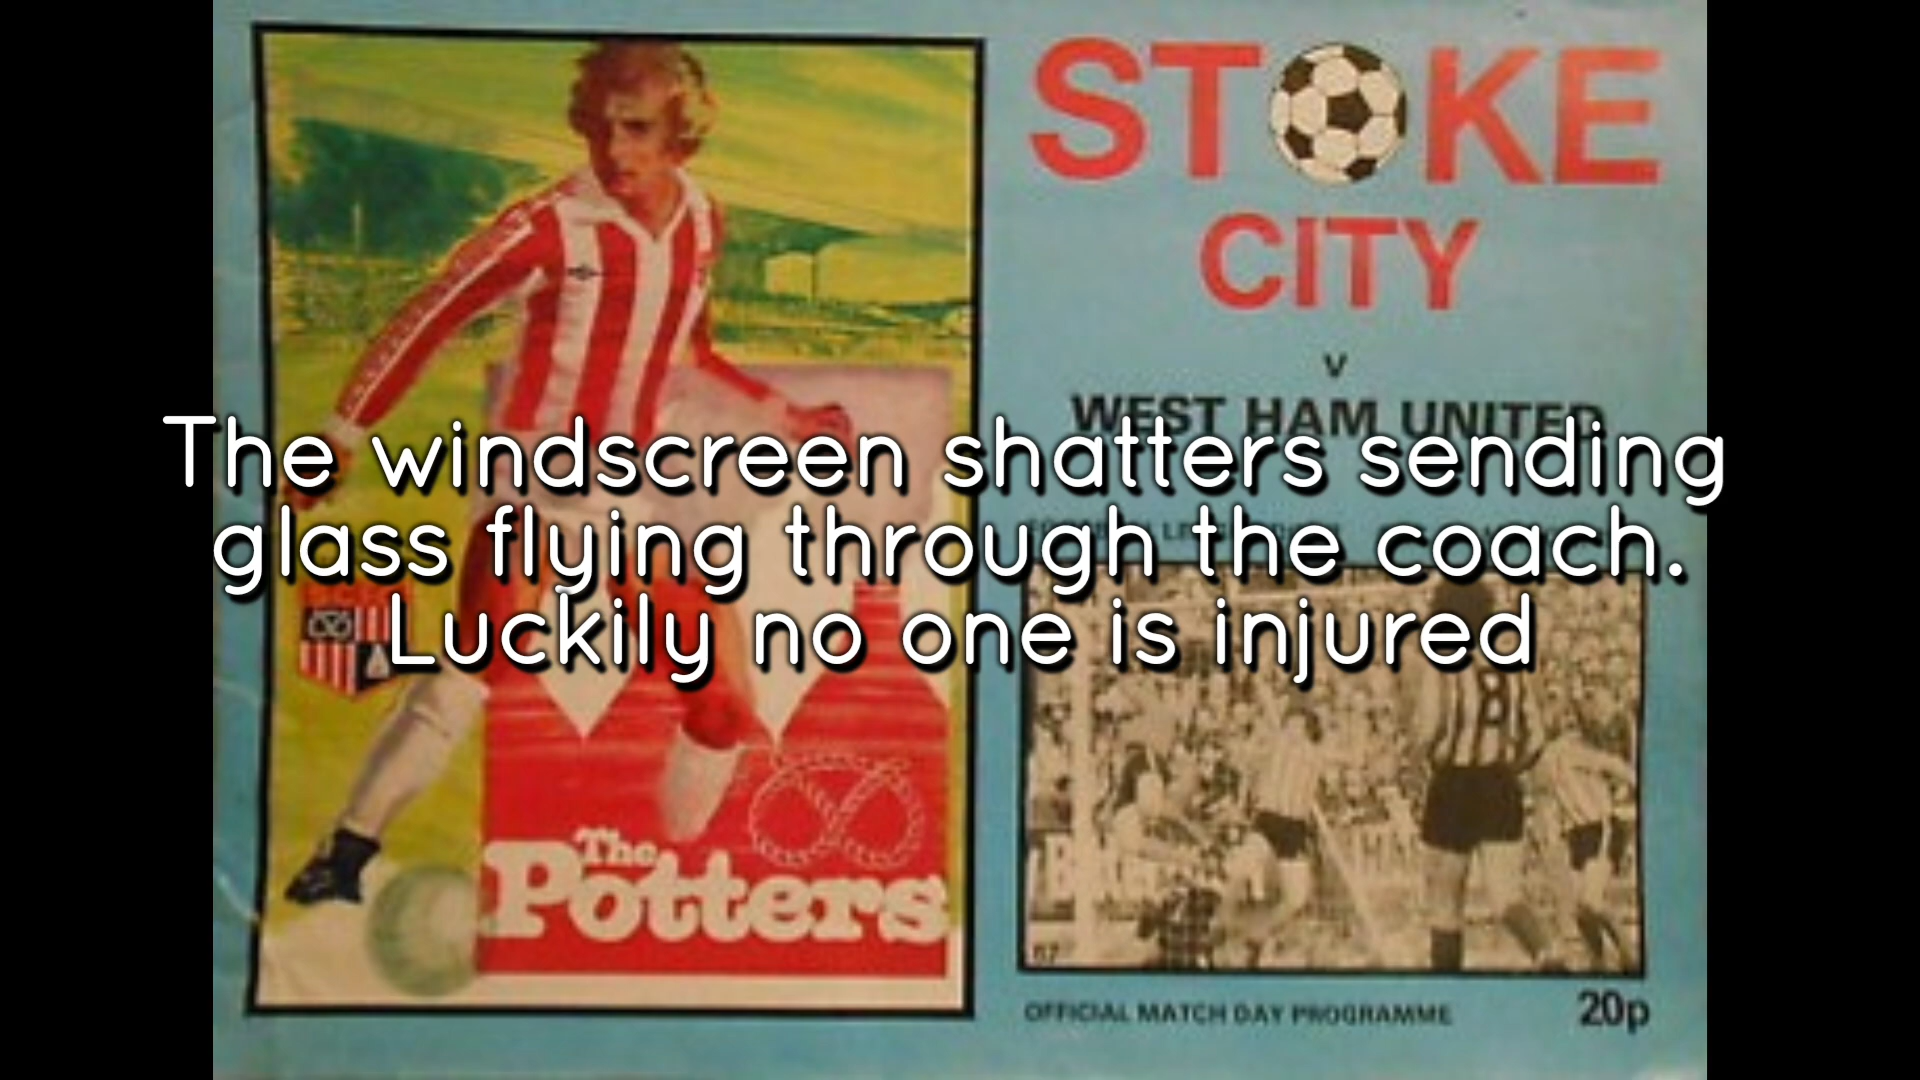 STOKE
CITY
v
WEST HAM UNITED
The windscreen shatters sending
glass flying through the coach.
Luckily no one is injured
The
Potters
OFFICIAL MATCH DAY PROGRAMME
20p